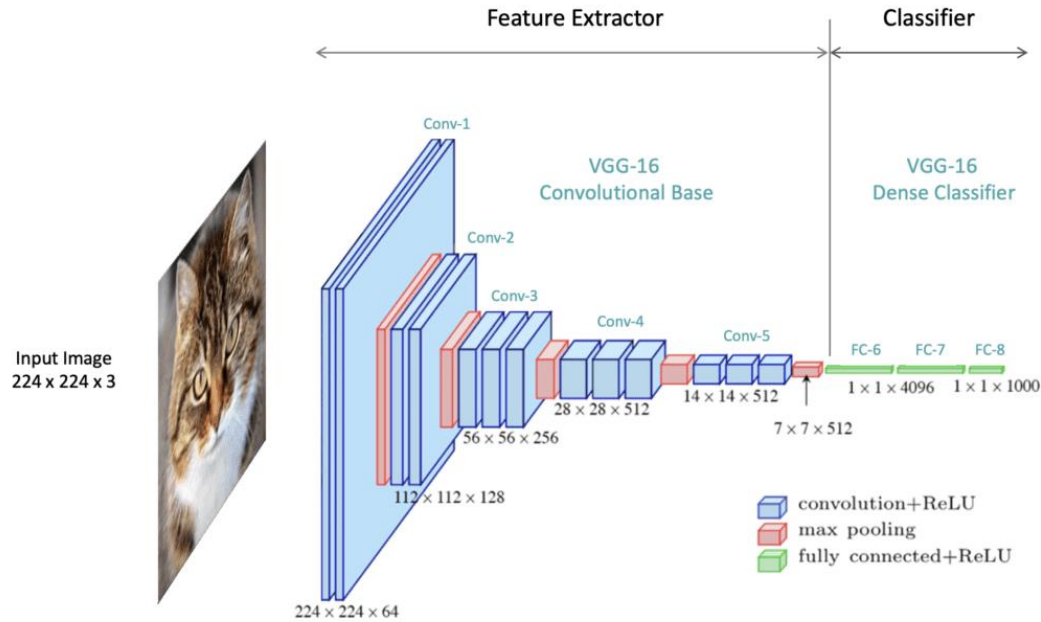 Feature Extractor
Classifier
Conv-1
VGG-16
Convolutional Base
VGG-16
Dense Classifier
Conv-2
Conv-3
Conv-4
Conv-5
Input Image
224 x 224 x 3
FC-6
FC-7
FC-8
1 × 1 × 4096
1 × 1 × 1000
28 × 28 × 512
14 × 14 × 512
7 × 7 × 512
56 × 56 × 256
112 × 112 × 128
224 × 224 × 64
convolution+ReLU
max pooling
fully connected+ReLU